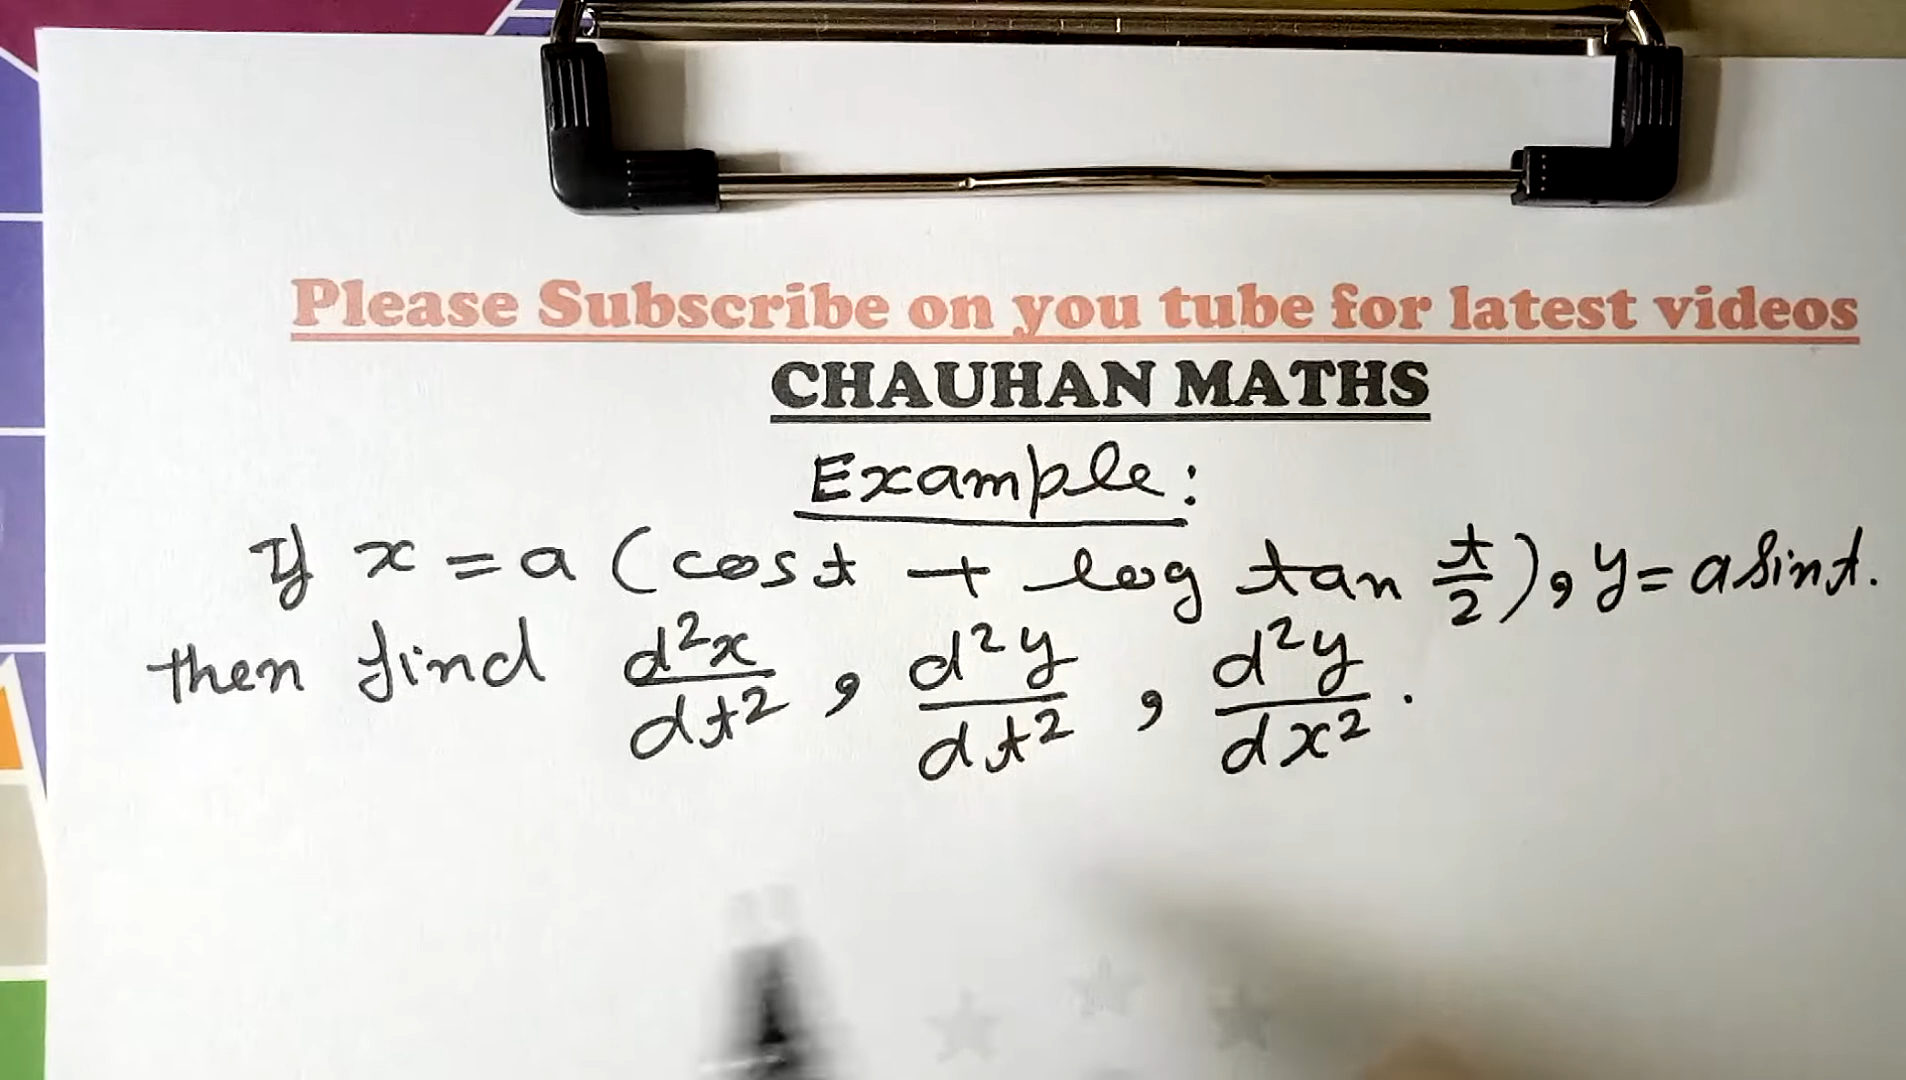 Please Subscribe on you tube for latest videos
CHAUHAN MATHS
Example:
If x = a (cos t + log tan t/2), y = a sin t.
then find d²x/dt², d²y/dt², d²y/dx².